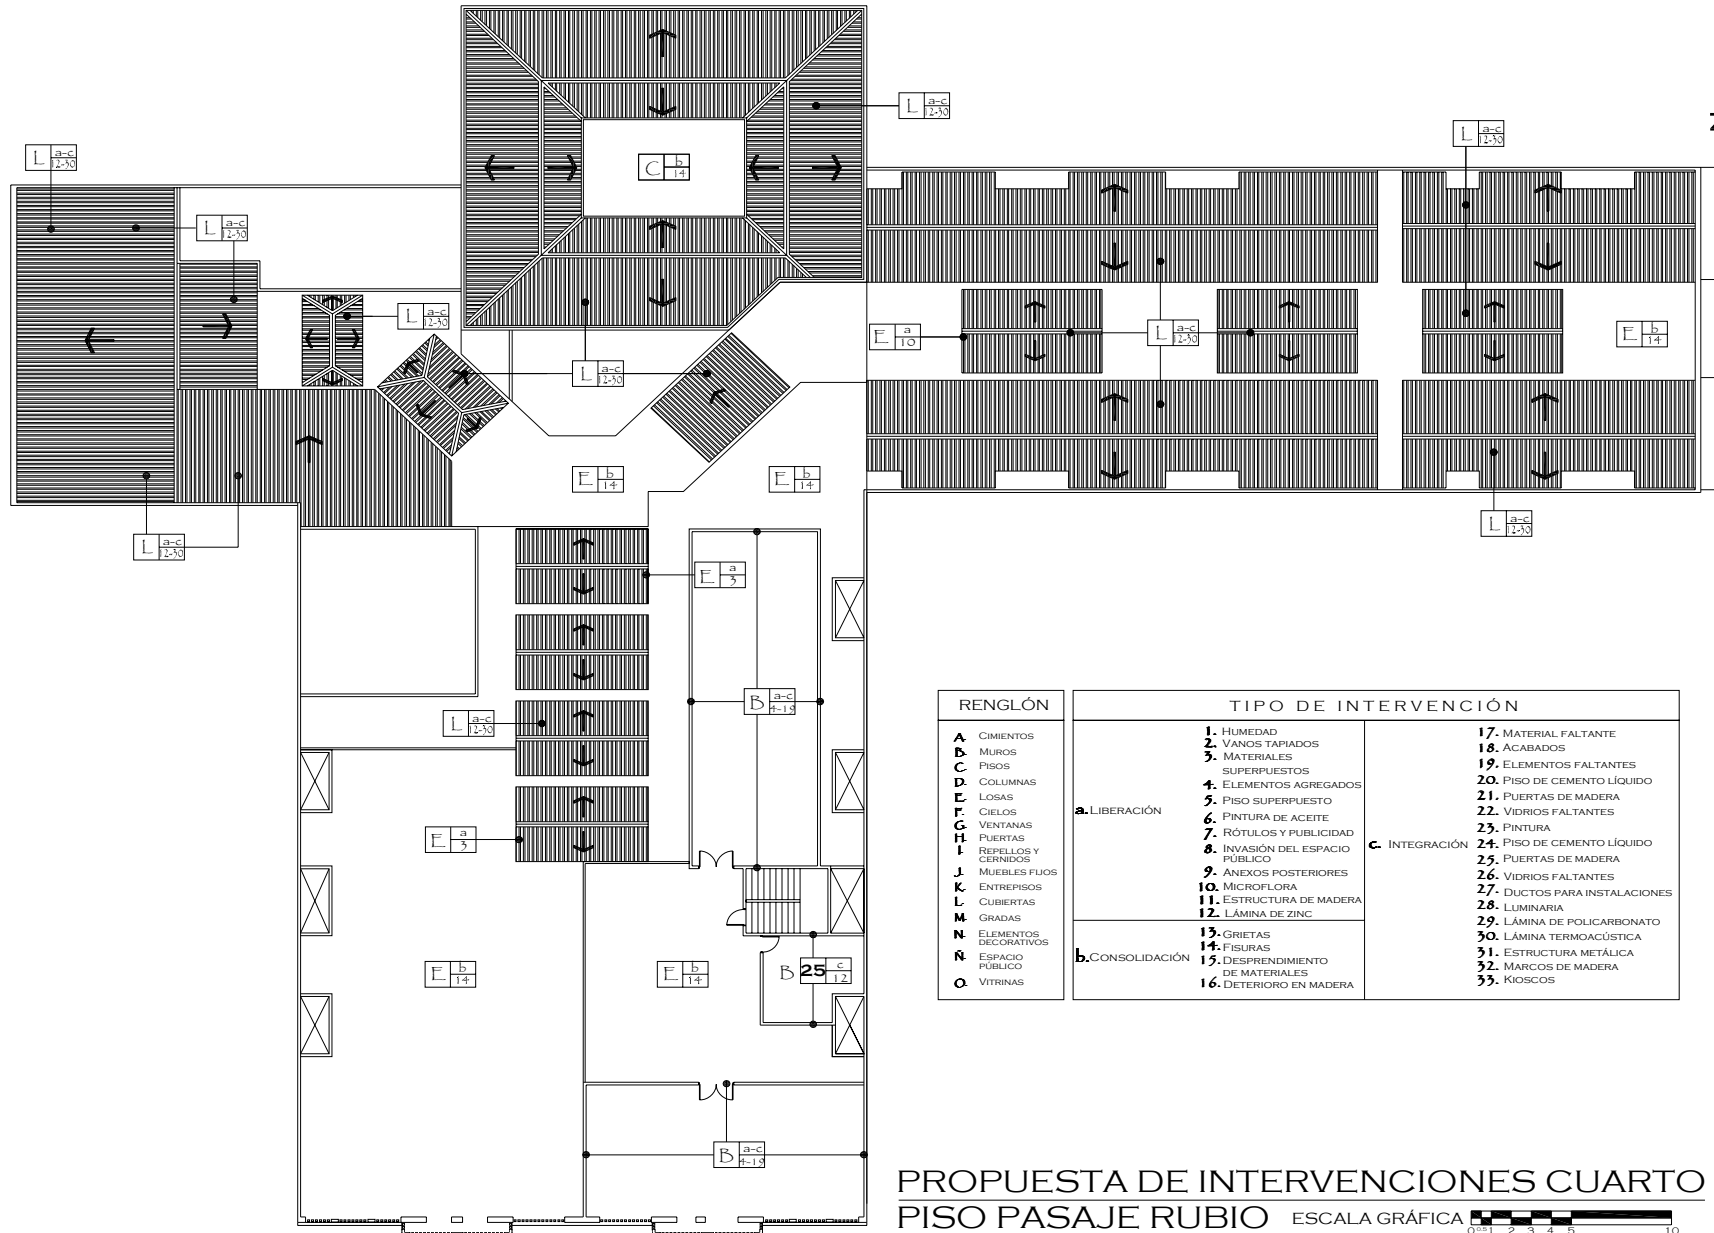 L a-c 12-30
L a-c 12-30
L a-c 12-30
C b 14
L a-c 12-30
L a-c 12-30
L a-c 12-30
E a 10
L a-c 12-30
E b 14
E b 14
E b 14
L a-c 12-30
L a-c 12-30
L a-c 12-30
E a 3
B a-c 4-19
L a-c 12-30
E a 3
E b 14
E b 14
B 25 c 12
B a-c 4-19
RENGLÓN
A CIMIENTOS
B MUROS
C PISOS
D COLUMNAS
E LOSAS
F CIELOS
G VENTANAS
H PUERTAS
I REPELLOS Y
CERNIDOS
J MUEBLES FIJOS
K ENTREPISOS
L CUBIERTAS
M GRADAS
N ELEMENTOS
DECORATIVOS
Ñ ESPACIO
PÚBLICO
O VITRINAS
TIPO DE INTERVENCIÓN
a. LIBERACIÓN
1. HUMEDAD
2. VANOS TAPIADOS
3. MATERIALES
SUPERPUESTOS
4. ELEMENTOS AGREGADOS
5. PISO SUPERPUESTO
6. PINTURA DE ACEITE
7. RÓTULOS Y PUBLICIDAD
8. INVASIÓN DEL ESPACIO
PÚBLICO
9. ANEXOS POSTERIORES
10. MICROFLORA
11. ESTRUCTURA DE MADERA
12. LÁMINA DE ZINC
b. CONSOLIDACIÓN
13. GRIETAS
14. FISURAS
15. DESPRENDIMIENTO
DE MATERIALES
16. DETERIORO EN MADERA
c. INTEGRACIÓN
17. MATERIAL FALTANTE
18. ACABADOS
19. ELEMENTOS FALTANTES
20. PISO DE CEMENTO LÍQUIDO
21. PUERTAS DE MADERA
22. VIDRIOS FALTANTES
23. PINTURA
24. PISO DE CEMENTO LÍQUIDO
25. PUERTAS DE MADERA
26. VIDRIOS FALTANTES
27. DUCTOS PARA INSTALACIONES
28. LUMINARIA
29. LÁMINA DE POLICARBONATO
30. LÁMINA TERMOACÚSTICA
31. ESTRUCTURA METÁLICA
32. MARCOS DE MADERA
33. KIOSCOS
PROPUESTA DE INTERVENCIONES CUARTO
PISO PASAJE RUBIO ESCALA GRÁFICA
0 0.5 1 2 3 4 5 10